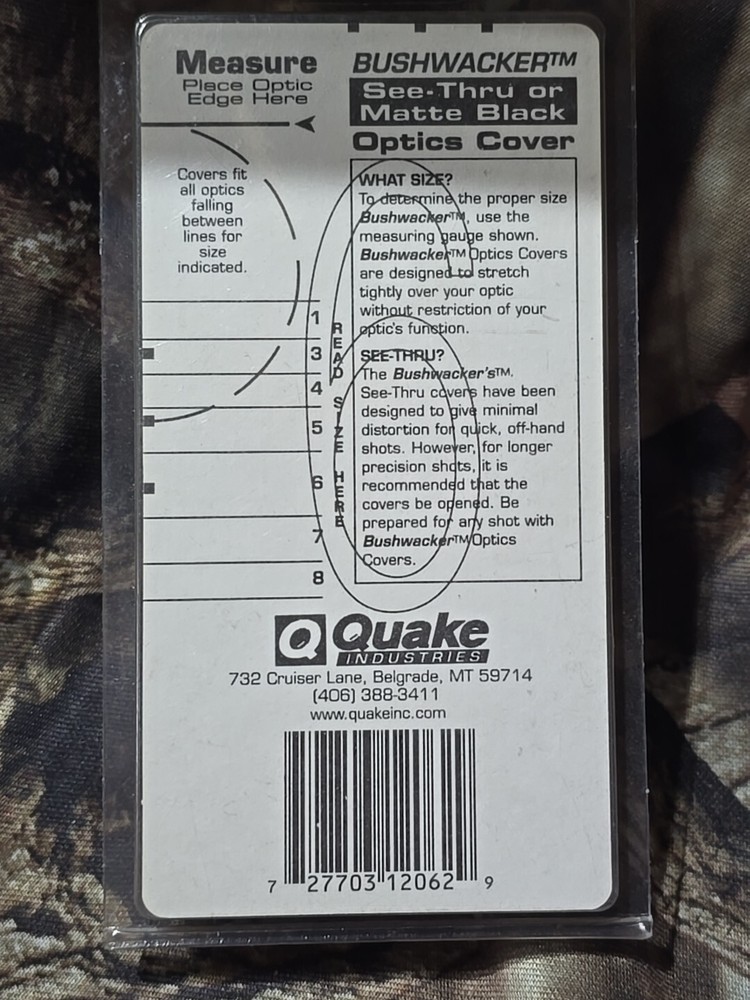 Measure
Place Optic
Edge Here
Covers fit
all optics
falling
between
lines for
size
indicated.
1
3
4
5
6
7
8
READ SIZE HERE
BUSHWACKER™
See-Thru or
Matte Black
Optics Cover
WHAT SIZE?
To determine the proper size
Bushwacker™, use the
measuring gauge shown.
Bushwacker™ Optics Covers
are designed to stretch
tightly over your optic
without restriction of your
optic's function.
SEE-THRU?
The Bushwacker's™.
See-Thru covers have been
designed to give minimal
distortion for quick, off-hand
shots. However, for longer
precision shots, it is
recommended that the
covers be opened. Be
prepared for any shot with
Bushwacker™ Optics
Covers.
Q Quake
INDUSTRIES
732 Cruiser Lane, Belgrade, MT 59714
(406) 388-3411
www.quakeinc.com
7 27703 12062 9